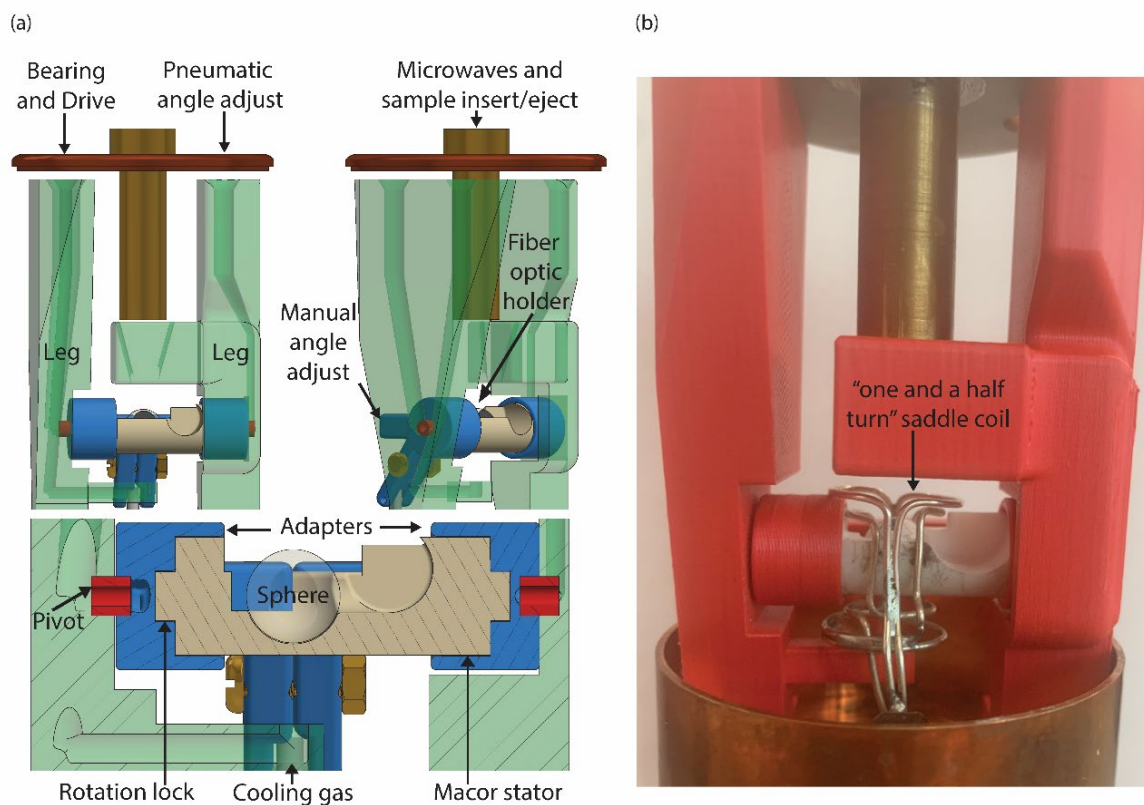 (a)
(b)
Bearing
and Drive
Pneumatic
angle adjust
Microwaves and
sample insert/eject
Fiber
optic
holder
Manual
angle
adjust
Leg
Leg
"one and a half
turn" saddle coil
Adapters
Sphere
Pivot
Rotation lock
Cooling gas
Macor stator